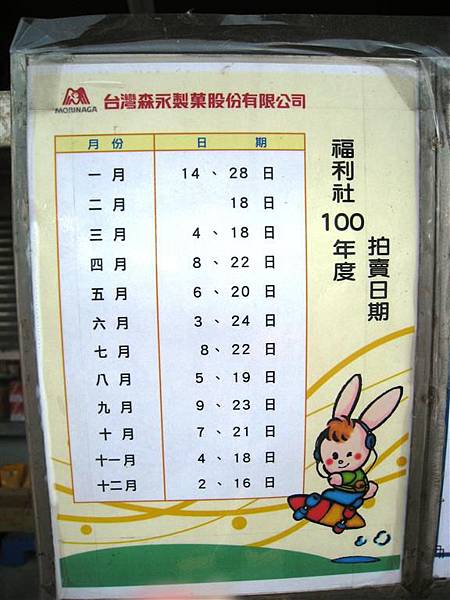 MORINAGA 台灣森永製菓股份有限公司
福利社100年度
拍賣日期
月份 日期
一月 14、28日
二月 18日
三月 4、18日
四月 8、22日
五月 6、20日
六月 3、24日
七月 8、22日
八月 5、19日
九月 9、23日
十月 7、21日
十一月 4、18日
十二月 2、16日